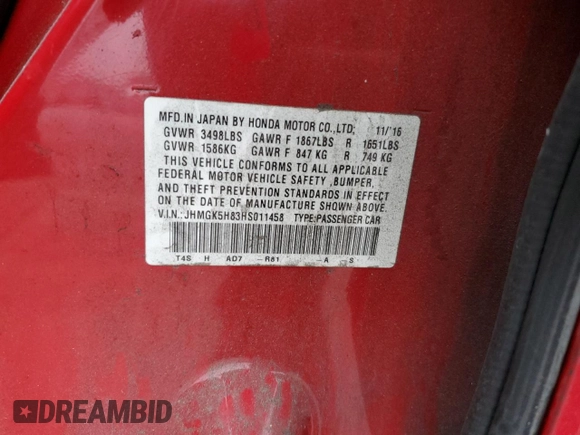 MFD.IN JAPAN BY HONDA MOTOR CO.,LTD; 11/'16
GVWR 3498LBS GAWR F 1867LBS R 1651LBS
GVWR 1586KG GAWR F 847 KG R 749 KG
THIS VEHICLE CONFORMS TO ALL APPLICABLE
FEDERAL MOTOR VEHICLE SAFETY ,BUMPER,
AND THEFT PREVENTION STANDARDS IN EFFECT
ON THE DATE OF MANUFACTURE SHOWN ABOVE.
V.I.N.:JHMGK5H83HS011458 TYPE:PASSENGER CAR
T4S H AD7 -R81 -A S
DREAMBID